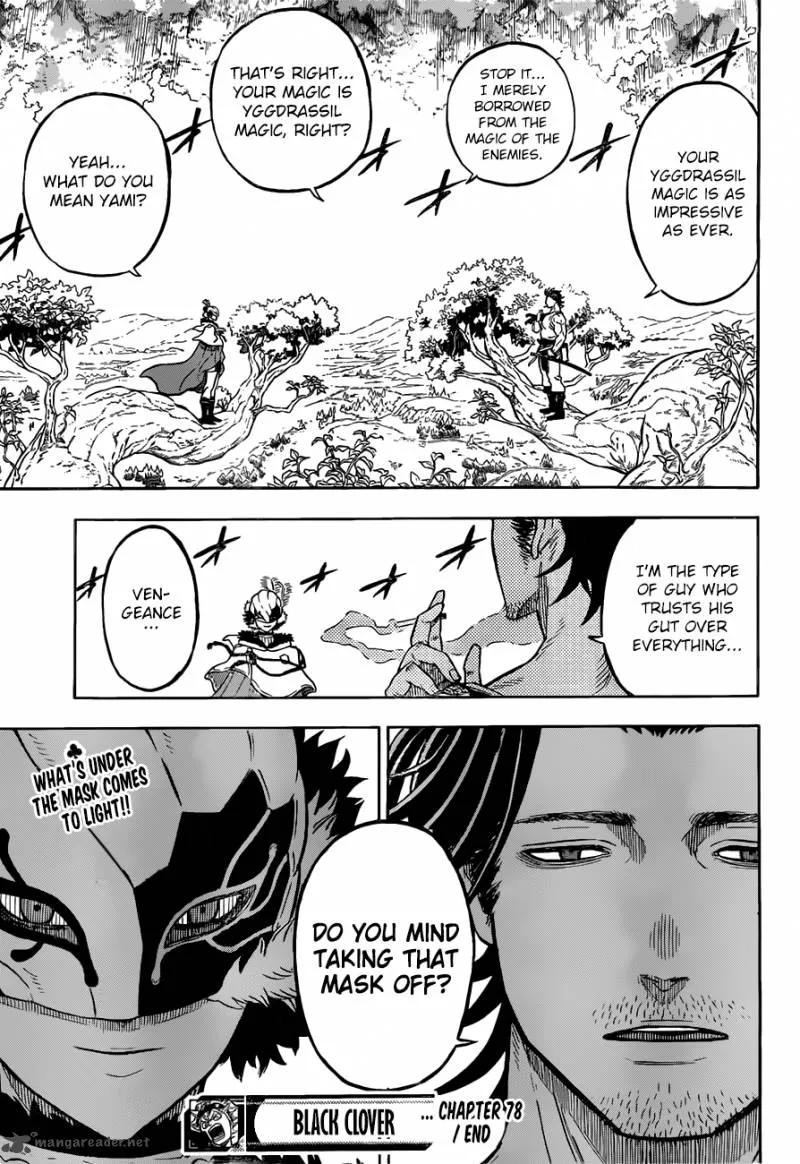 YOUR
YGGDRASSIL
MAGIC IS AS
IMPRESSIVE
AS EVER.
STOP IT...
I MERELY
BORROWED
FROM THE
MAGIC OF THE
ENEMIES.
THAT'S RIGHT...
YOUR MAGIC IS
YGGDRASSIL
MAGIC, RIGHT?
YEAH...
WHAT DO YOU
MEAN YAMI?
I'M THE TYPE
OF GUY WHO
TRUSTS HIS
GUT OVER
EVERYTHING...
VEN-
GEANCE
...
DO YOU MIND
TAKING THAT
MASK OFF?
WHAT'S UNDER
THE MASK COMES
TO LIGHT!!
BLACK CLOVER ... CHAPTER 78
/ END
mangareader.net